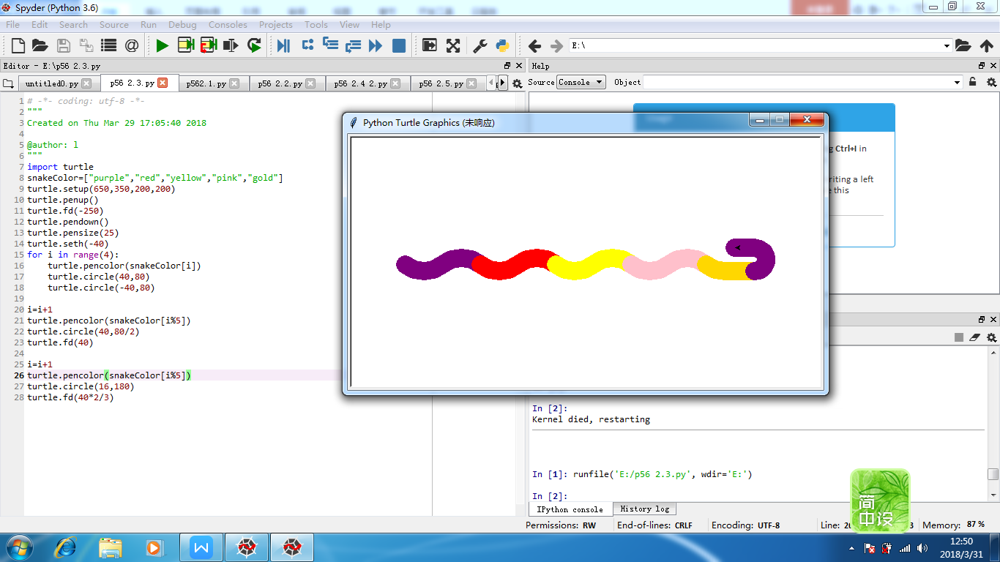 Spyder (Python 3.6)
File Edit Search Source Run Debug Consoles Projects Tools View Help
E:\
Editor - E:\p56 2.3.py
Help
untitled0.py
p56 2.3.py
p562.1.py
p56 2.2.py
p56 2.4 2.py
p56 2.5.py
Source Console Object
1 # -*- coding: utf-8 -*-
2 """
3 Created on Thu Mar 29 17:05:40 2018
4
5 @author: l
6 """
7 import turtle
8 snakeColor=["purple","red","yellow","pink","gold"]
9 turtle.setup(650,350,200,200)
10 turtle.penup()
11 turtle.fd(-250)
12 turtle.pendown()
13 turtle.pensize(25)
14 turtle.seth(-40)
15 for i in range(4):
16     turtle.pencolor(snakeColor[i])
17     turtle.circle(40,80)
18     turtle.circle(-40,80)
19
20 i=i+1
21 turtle.pencolor(snakeColor[i%5])
22 turtle.circle(40,80/2)
23 turtle.fd(40)
24
25 i=i+1
26 turtle.pencolor(snakeColor[i%5])
27 turtle.circle(16,180)
28 turtle.fd(40*2/3)
Python Turtle Graphics (未响应)
Ctrl+I in
riting a left
this
In [2]:
Kernel died, restarting
In [1]: runfile('E:/p56 2.3.py', wdir='E:')
In [2]:
IPython console
History log
Permissions: RW End-of-lines: CRLF Encoding: UTF-8 Line: Memory: 87 %
简
中设
12:50
2018/3/31